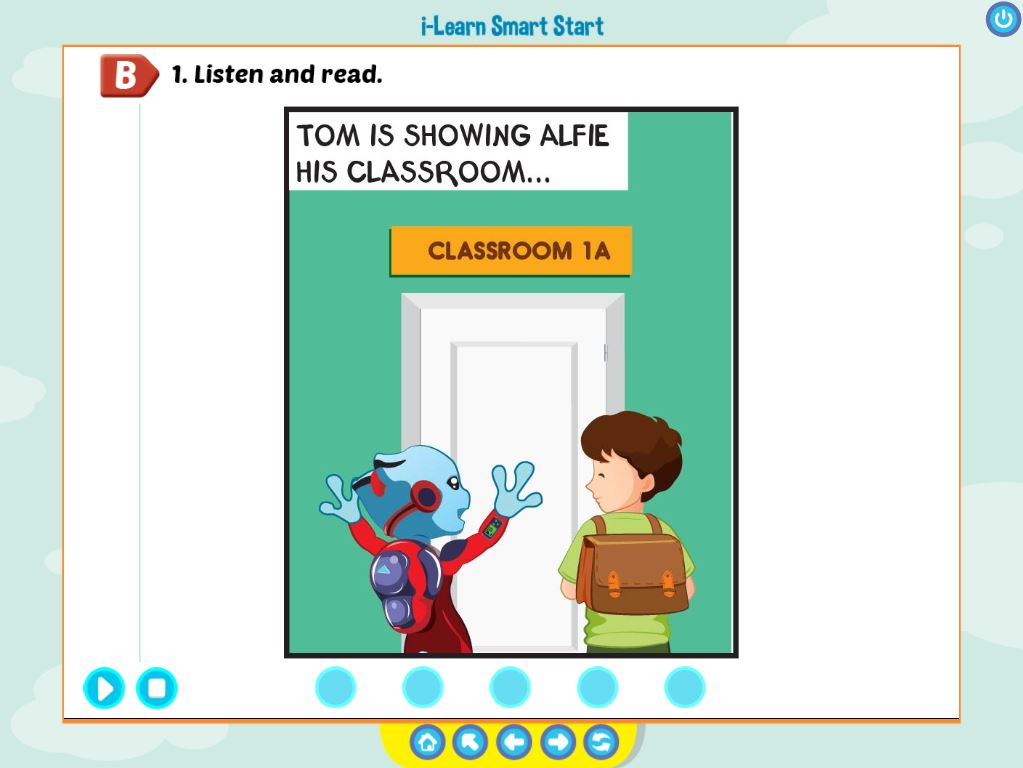 i-Learn Smart Start
B
1. Listen and read.
TOM IS SHOWING ALFIE
HIS CLASSROOM...
CLASSROOM 1A